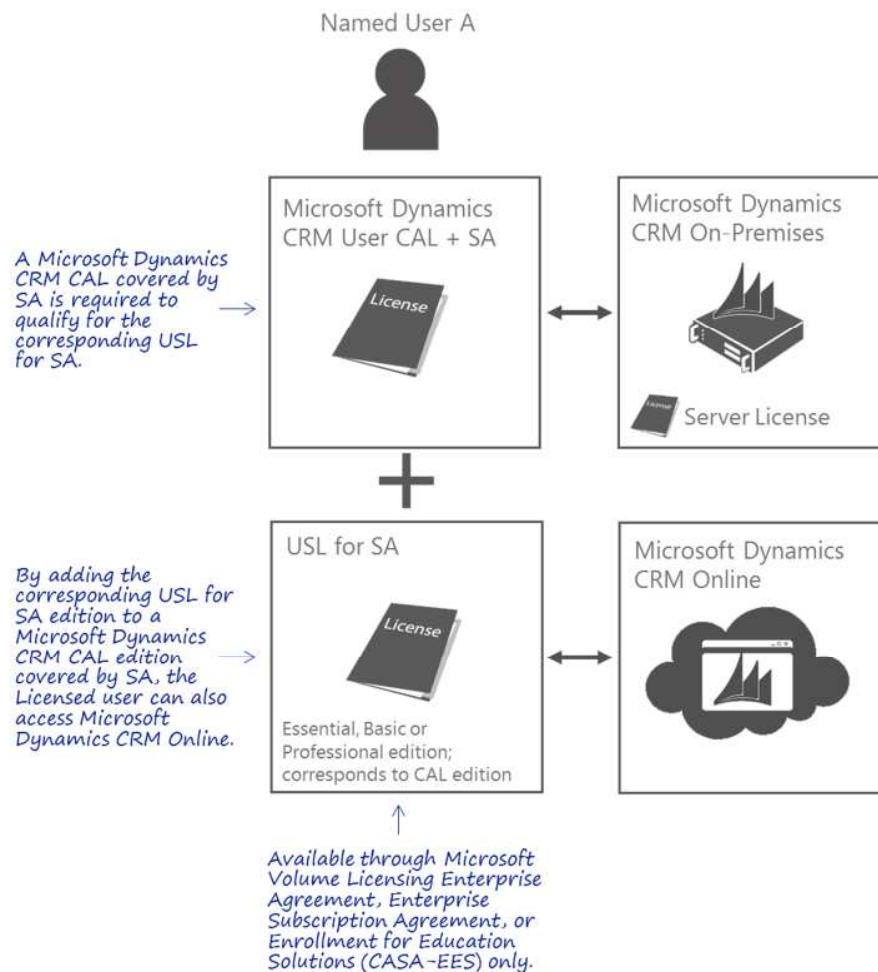 Named User A
Microsoft Dynamics
CRM User CAL + SA
License
Microsoft Dynamics
CRM On-Premises
License
Server License
A Microsoft Dynamics
CRM CAL covered by
SA is required to
qualify for the
corresponding USL
for SA.
USL for SA
License
Essential, Basic or
Professional edition;
corresponds to CAL edition
Microsoft Dynamics
CRM Online
By adding the
corresponding USL for
SA edition to a
Microsoft Dynamics
CRM CAL edition
covered by SA, the
Licensed user can also
access Microsoft
Dynamics CRM Online.
Available through Microsoft
Volume Licensing Enterprise
Agreement, Enterprise
Subscription Agreement, or
Enrollment for Education
Solutions (CASA-EES) only.